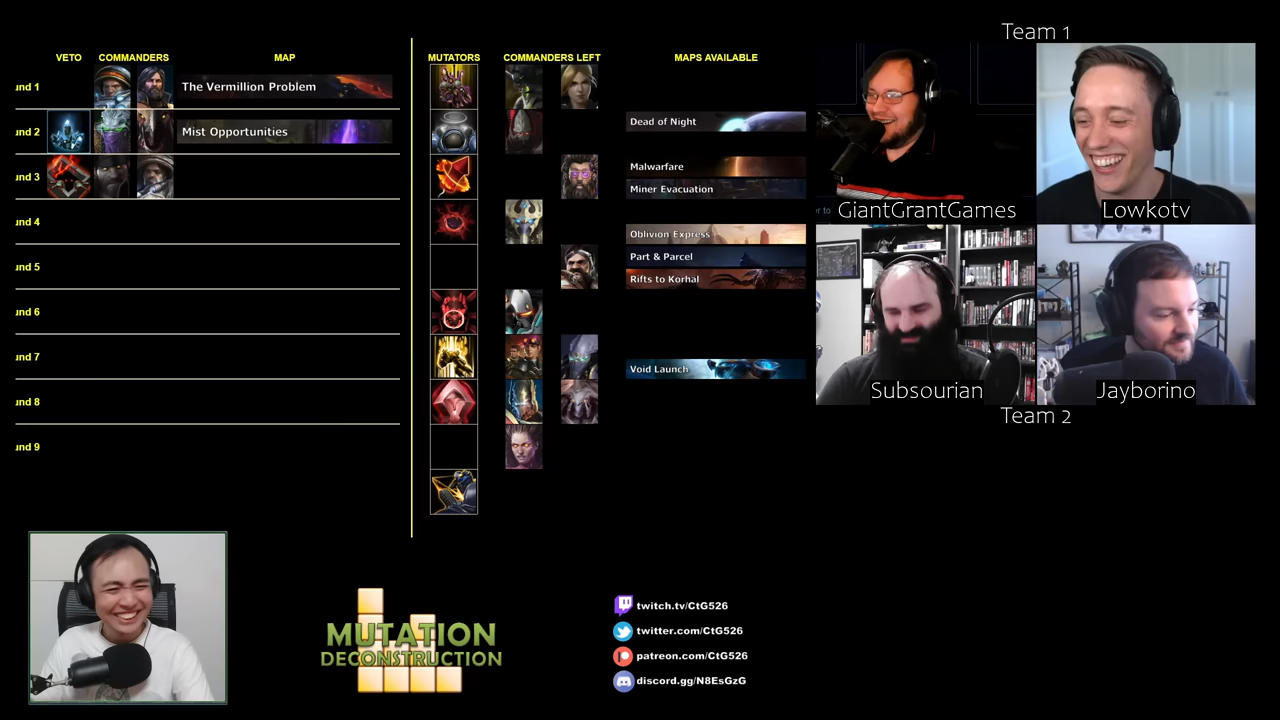 VETO COMMANDERS MAP
und 1 The Vermillion Problem
und 2 Mist Opportunities
und 3
und 4
und 5
und 6
und 7
und 8
und 9
MUTATORS COMMANDERS LEFT MAPS AVAILABLE
Dead of Night
Malwarfare
Miner Evacuation
Oblivion Express
Part & Parcel
Rifts to Korhal
Void Launch
Team 1
GiantGrantGames Lowkotv
Subsourian Jayborino
Team 2
MUTATION
DECONSTRUCTION
twitch.tv/CtG526
twitter.com/CtG526
patreon.com/CtG526
discord.gg/N8EsGzG